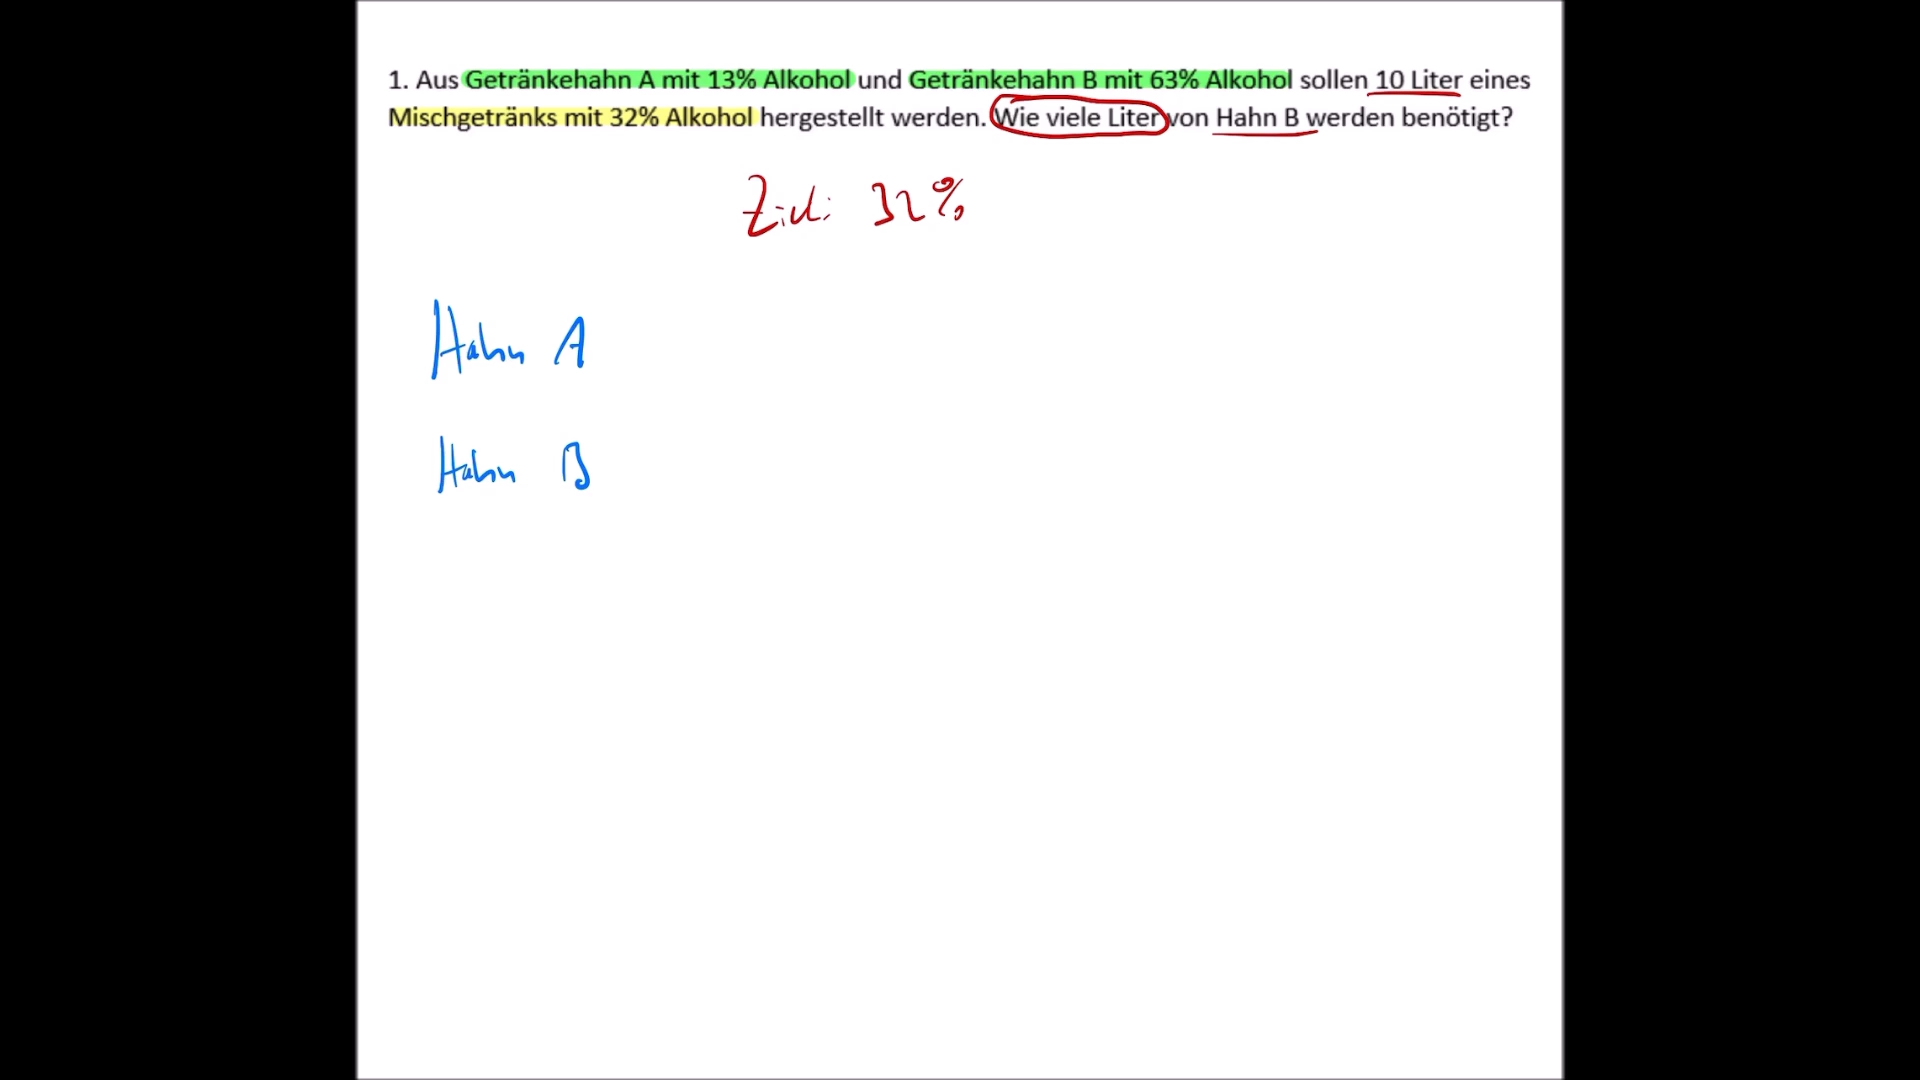 1. Aus Getränkehahn A mit 13% Alkohol und Getränkehahn B mit 63% Alkohol sollen 10 Liter eines
Mischgetränks mit 32% Alkohol hergestellt werden. Wie viele Liter von Hahn B werden benötigt?
Ziel: 32%
Hahn A
Hahn B